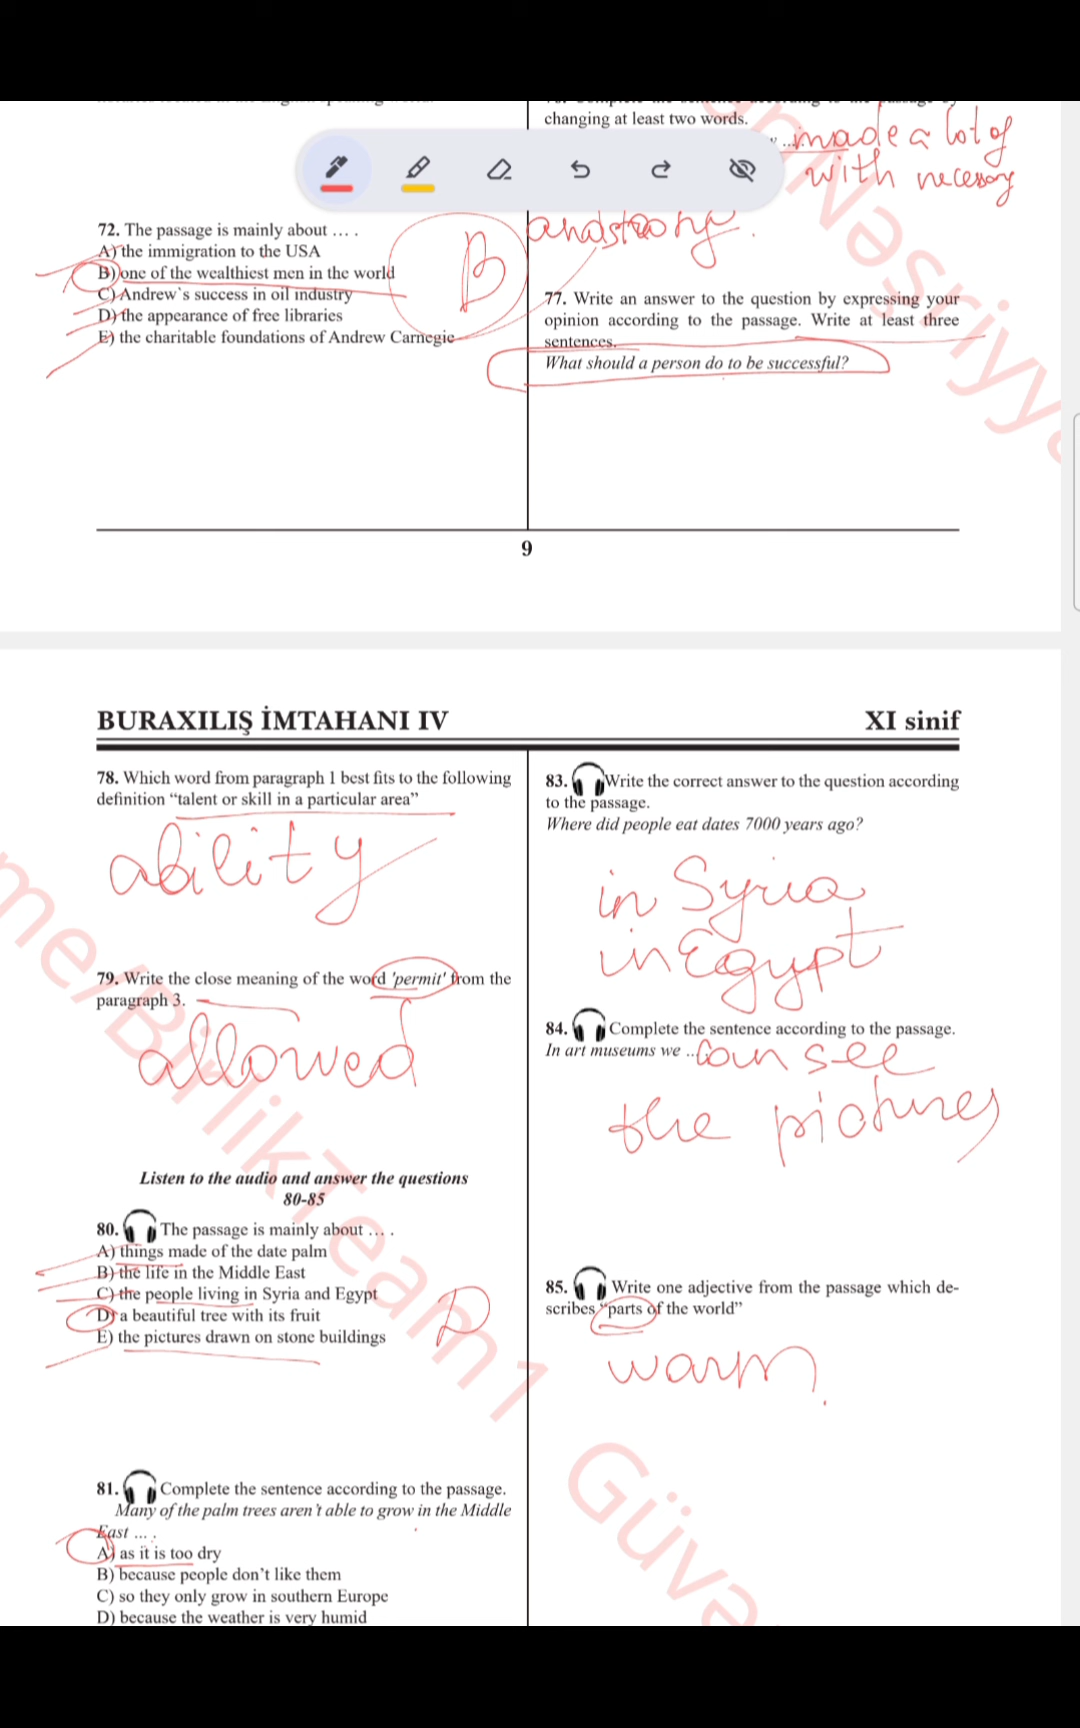 changing at least two words.
" ... made a lot of
with necessary
and strong.
72. The passage is mainly about … .
A) the immigration to the USA
B) one of the wealthiest men in the world
C) Andrew`s success in oil industry
D) the appearance of free libraries
E) the charitable foundations of Andrew Carnegie
B
77. Write an answer to the question by expressing your
opinion according to the passage. Write at least three
sentences.
What should a person do to be successful?
9
BURAXILIŞ İMTAHANI IV
XI sinif
78. Which word from paragraph 1 best fits to the following
definition “talent or skill in a particular area”
ability
79. Write the close meaning of the word 'permit' from the
paragraph 3.
allowed
Listen to the audio and answer the questions
80-85
80. The passage is mainly about … .
A) things made of the date palm
B) the life in the Middle East
C) the people living in Syria and Egypt
D) a beautiful tree with its fruit
E) the pictures drawn on stone buildings
D
81. Complete the sentence according to the passage.
Many of the palm trees aren’t able to grow in the Middle
East … .
A) as it is too dry
B) because people don’t like them
C) so they only grow in southern Europe
D) because the weather is very humid
83. Write the correct answer to the question according
to the passage.
Where did people eat dates 7000 years ago?
in Syria
in Egypt
84. Complete the sentence according to the passage.
In art museums we ... can see
the pictures
85. Write one adjective from the passage which de-
scribes “parts of the world”
warm.
me/BirlikTeam1
Nəşriyya
Güvə